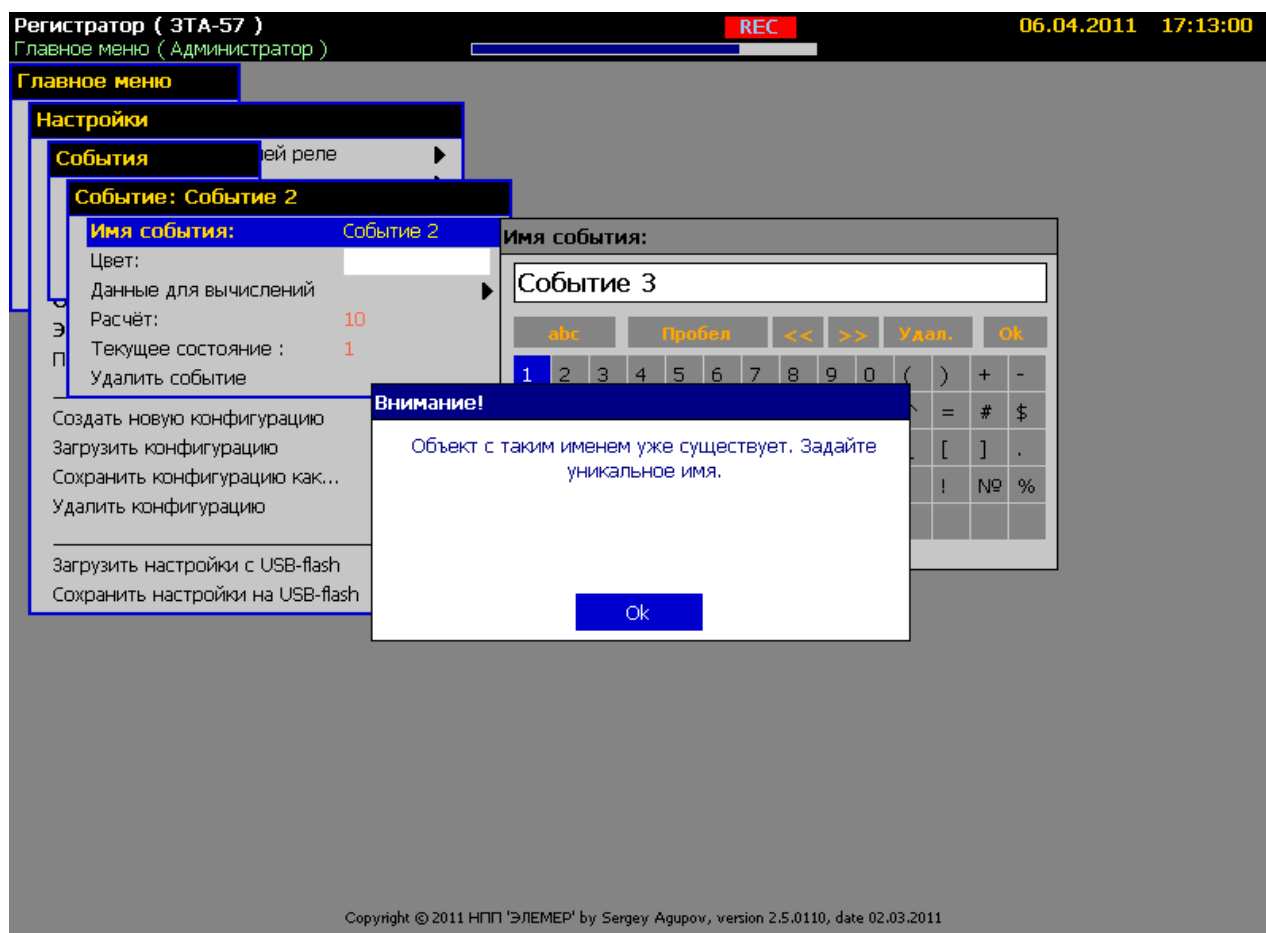 Регистратор ( ЗТА-57 )
REC
06.04.2011 17:13:00
Главное меню ( Администратор )
Главное меню
Настройки
ей реле
События
Событие: Событие 2
Имя события: Событие 2
Цвет:
Данные для вычислений
Расчёт: 10
Текущее состояние : 1
Удалить событие
Э
П
Создать новую конфигурацию
Загрузить конфигурацию
Сохранить конфигурацию как...
Удалить конфигурацию
Загрузить настройки с USB-flash
Сохранить настройки на USB-flash
Имя события:
Событие 3
abc Пробел << >> Удал. Ok
1 2 3 4 5 6 7 8 9 0 ( ) + -
= # $
[ ] .
! № %
Внимание!
Объект с таким именем уже существует. Задайте
уникальное имя.
Ok
Copyright © 2011 НПП 'ЭЛЕМЕР' by Sergey Agupov, version 2.5.0110, date 02.03.2011